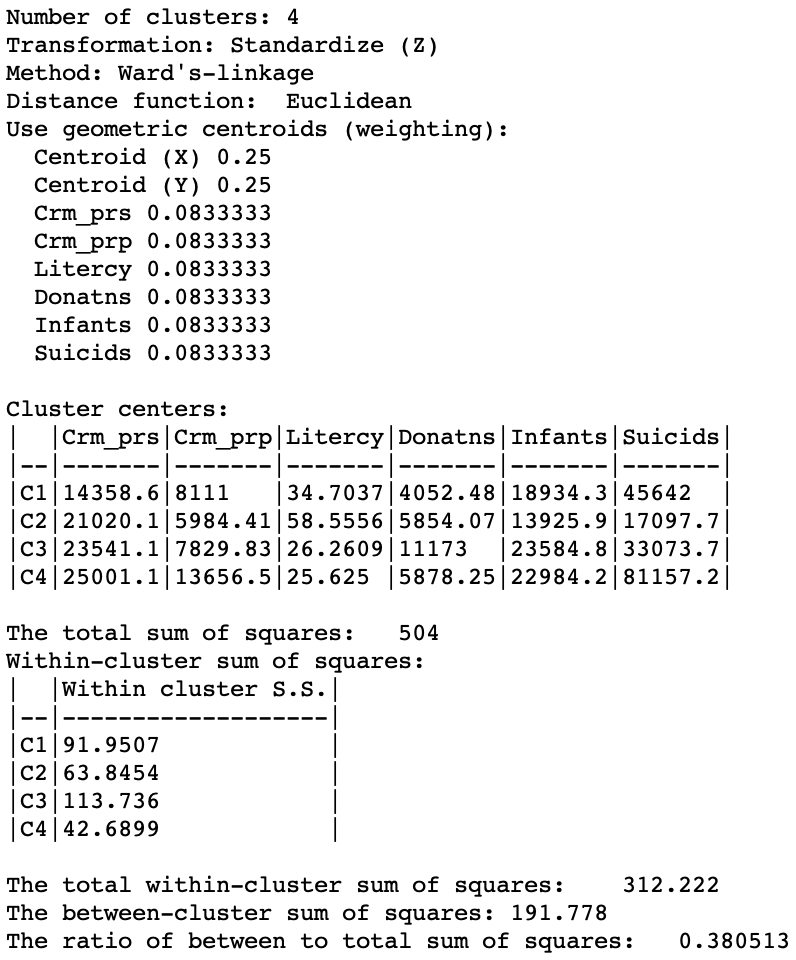 Number of clusters: 4
Transformation: Standardize (Z)
Method: Ward's-linkage
Distance function:  Euclidean
Use geometric centroids (weighting):
  Centroid (X) 0.25
  Centroid (Y) 0.25
  Crm_prs 0.0833333
  Crm_prp 0.0833333
  Litercy 0.0833333
  Donatns 0.0833333
  Infants 0.0833333
  Suicids 0.0833333

Cluster centers:
|  |Crm_prs|Crm_prp|Litercy|Donatns|Infants|Suicids|
|--|-------|-------|-------|-------|-------|-------|
|C1|14358.6|8111   |34.7037|4052.48|18934.3|45642  |
|C2|21020.1|5984.41|58.5556|5854.07|13925.9|17097.7|
|C3|23541.1|7829.83|26.2609|11173  |23584.8|33073.7|
|C4|25001.1|13656.5|25.625 |5878.25|22984.2|81157.2|

The total sum of squares:   504
Within-cluster sum of squares:
|  |Within cluster S.S.|
|--|-------------------|
|C1|91.9507            |
|C2|63.8454            |
|C3|113.736            |
|C4|42.6899            |

The total within-cluster sum of squares:    312.222
The between-cluster sum of squares: 191.778
The ratio of between to total sum of squares:   0.380513